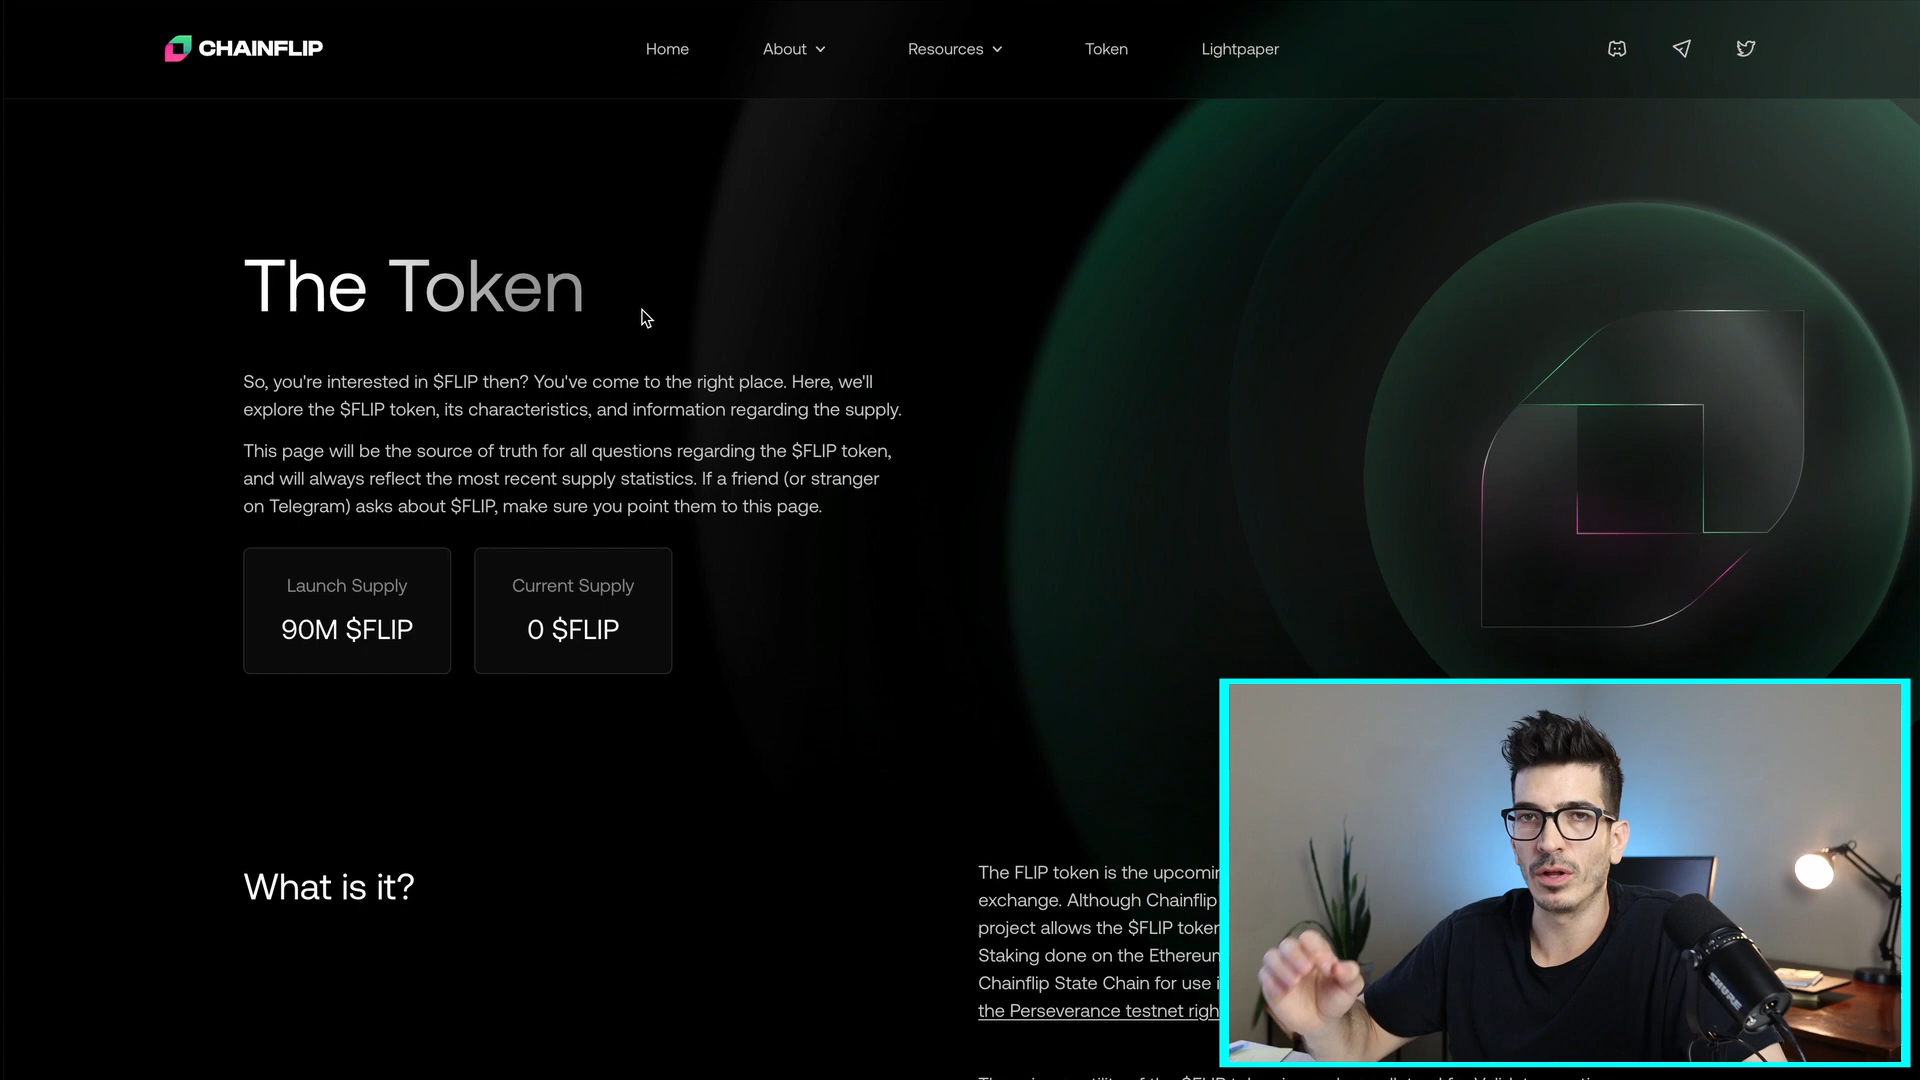 CHAINFLIP
Home
About
Resources
Token
Lightpaper
The Token
So, you're interested in $FLIP then? You've come to the right place. Here, we'll
explore the $FLIP token, its characteristics, and information regarding the supply.
This page will be the source of truth for all questions regarding the $FLIP token,
and will always reflect the most recent supply statistics. If a friend (or stranger
on Telegram) asks about $FLIP, make sure you point them to this page.
Launch Supply
90M $FLIP
Current Supply
0 $FLIP
What is it?
The FLIP token is the
exchange. Although Chainflip
project allows the $FLIP
Staking done on the
Chainflip State Chain for use
the Perseverance testnet
SHURE